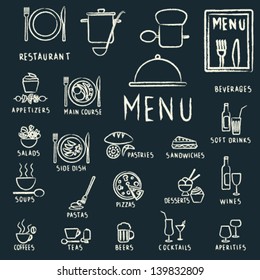 MENU
RESTAURANT
BEVERAGES
MENU
APPETIZERS
MAIN COURSE
SOFT DRINKS
SALADS
SIDE DISH
PASTRIES
SANDWICHES
SOUPS
PASTAS
PIZZAS
DESSERTS
WINES
COFFEES
TEAS
BEERS
COCKTAILS
APERITIFS
shutterstock
139832809